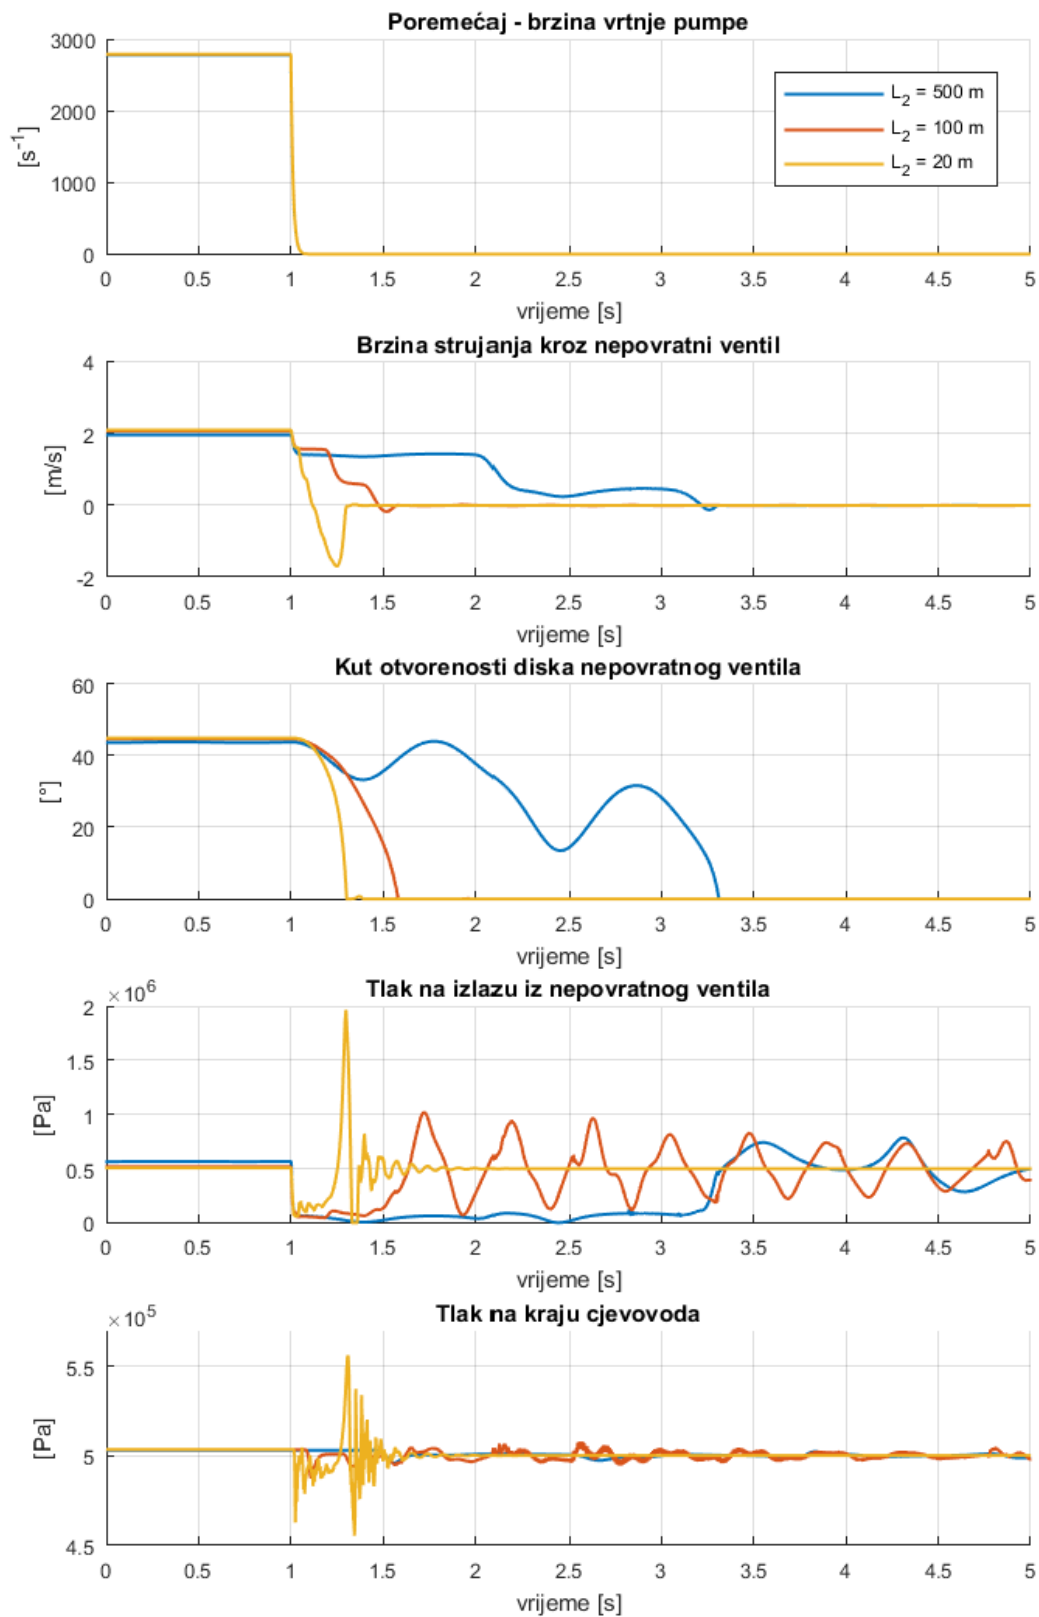 Poremećaj - brzina vrtnje pumpe
3000
2000
1000
0
[s⁻¹]
L₂ = 500 m
L₂ = 100 m
L₂ = 20 m
0 0.5 1 1.5 2 2.5 3 3.5 4 4.5 5
vrijeme [s]
Brzina strujanja kroz nepovratni ventil
4
2
0
-2
[m/s]
0 0.5 1 1.5 2 2.5 3 3.5 4 4.5 5
vrijeme [s]
Kut otvorenosti diska nepovratnog ventila
60
40
20
0
[°]
0 0.5 1 1.5 2 2.5 3 3.5 4 4.5 5
vrijeme [s]
×10⁶
Tlak na izlazu iz nepovratnog ventila
2
1.5
1
0.5
0
[Pa]
0 0.5 1 1.5 2 2.5 3 3.5 4 4.5 5
vrijeme [s]
×10⁵
Tlak na kraju cjevovoda
5.5
5
4.5
[Pa]
0 0.5 1 1.5 2 2.5 3 3.5 4 4.5 5
vrijeme [s]